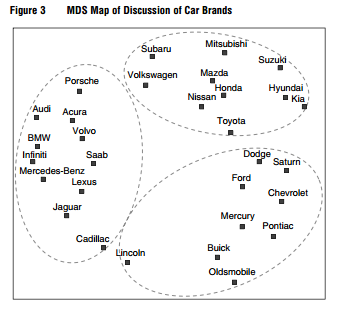 Figure 3 MDS Map of Discussion of Car Brands
Subaru
Mitsubishi
Suzuki
Volkswagen
Mazda
Honda
Hyundai
Nissan
Kia
Toyota
Porsche
Audi
Acura
Volvo
BMW
Infiniti
Saab
Mercedes-Benz
Lexus
Jaguar
Cadillac
Lincoln
Dodge
Saturn
Ford
Chevrolet
Mercury
Pontiac
Buick
Oldsmobile